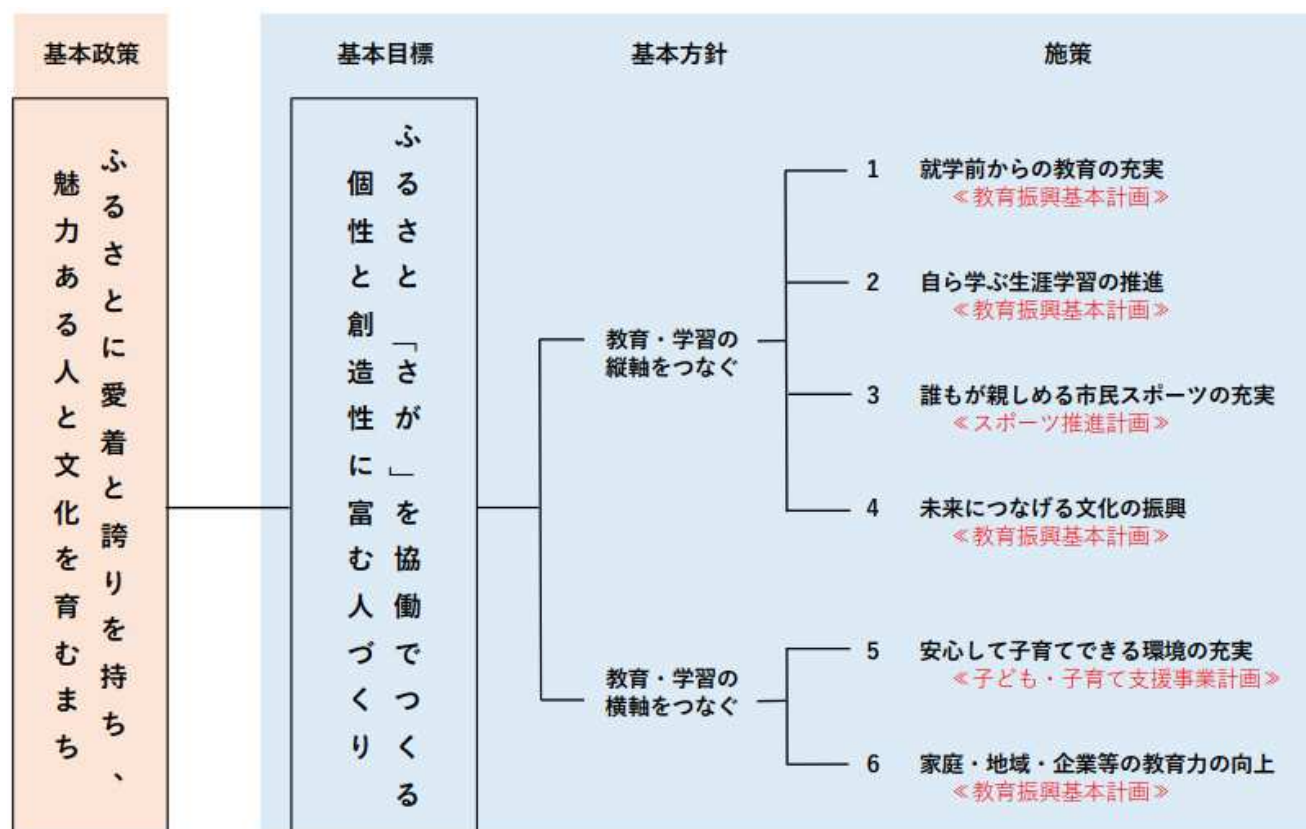 基本政策
基本目標
基本方針
施策
ふるさとに愛着と誇りを持ち、
魅力ある人と文化を育むまち
ふるさと「さが」を協働でつくる
個性と創造性に富む人づくり
教育・学習の
縦軸をつなぐ
1 就学前からの教育の充実
≪教育振興基本計画≫
2 自ら学ぶ生涯学習の推進
≪教育振興基本計画≫
3 誰もが親しめる市民スポーツの充実
≪スポーツ推進計画≫
4 未来につなげる文化の振興
≪教育振興基本計画≫
教育・学習の
横軸をつなぐ
5 安心して子育てできる環境の充実
≪子ども・子育て支援事業計画≫
6 家庭・地域・企業等の教育力の向上
≪教育振興基本計画≫